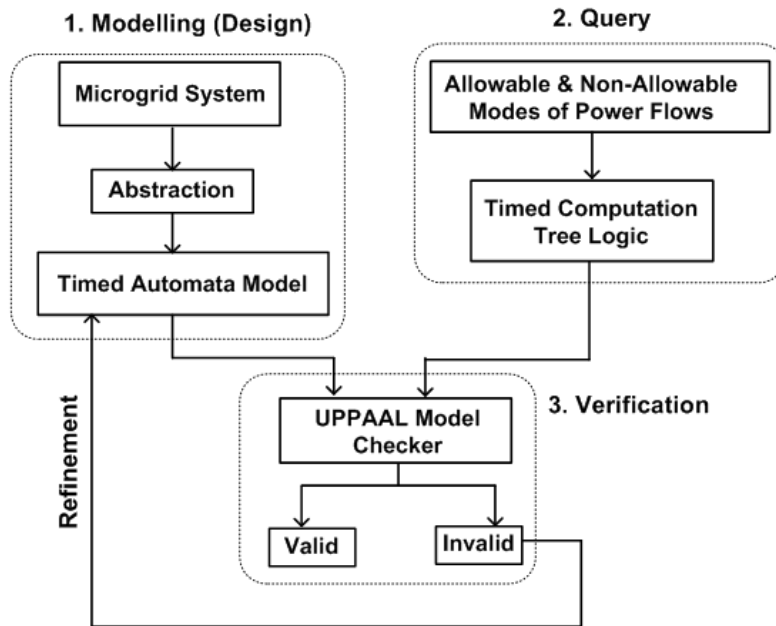 1. Modelling (Design)
Microgrid System
Abstraction
Timed Automata Model
2. Query
Allowable & Non-Allowable
Modes of Power Flows
Timed Computation
Tree Logic
3. Verification
UPPAAL Model
Checker
Valid
Invalid
Refinement